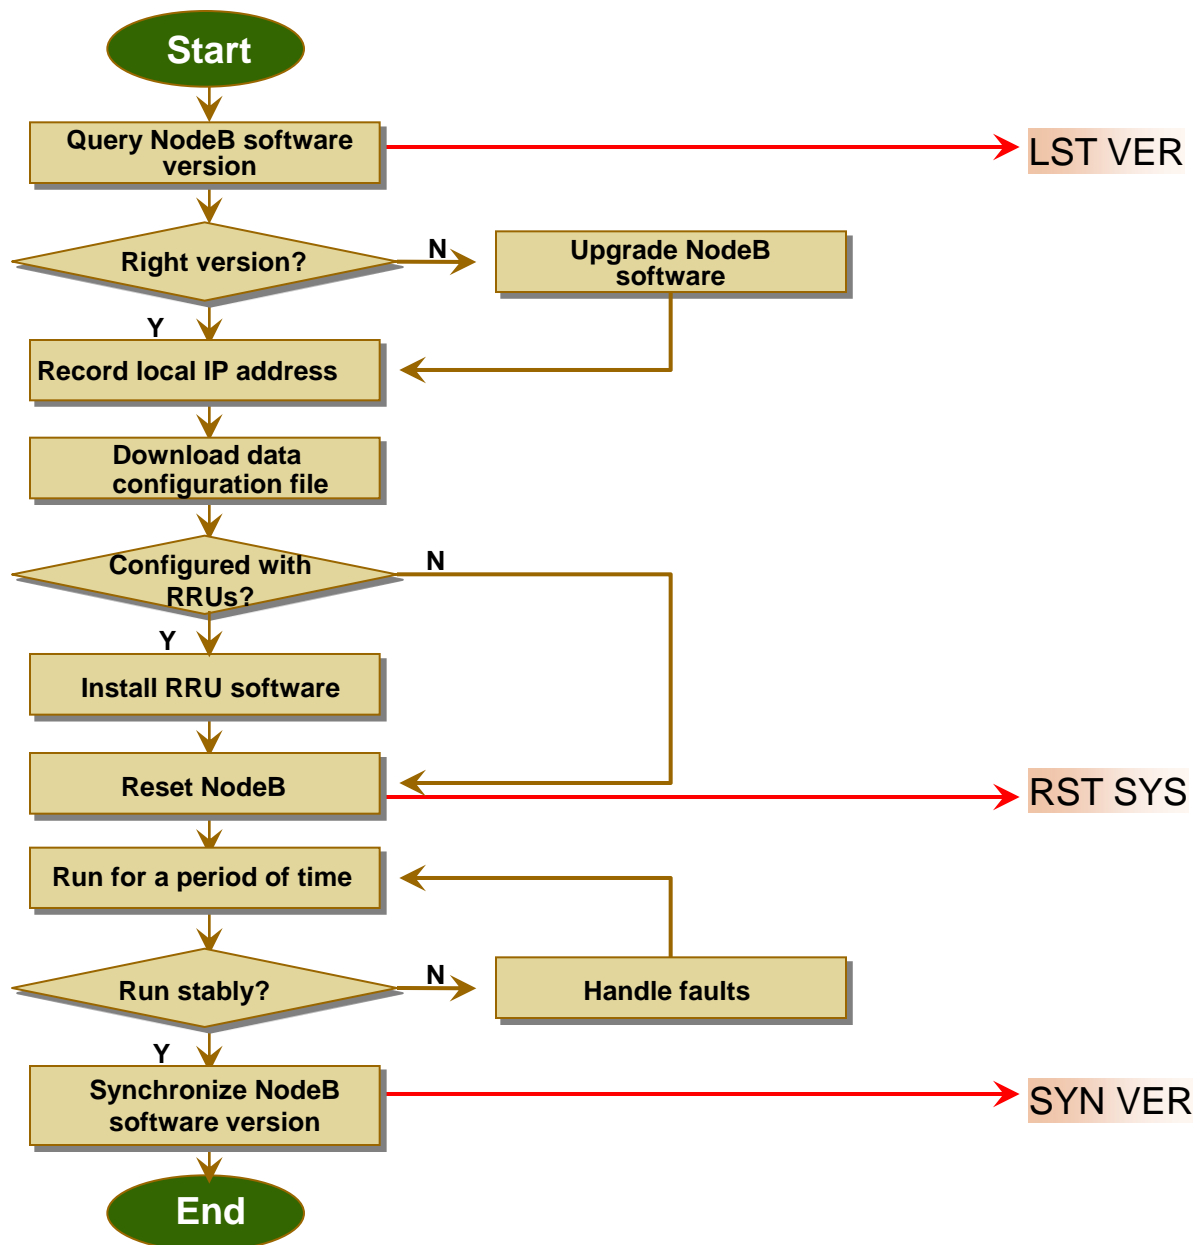 Start
Query NodeB software
version
LST VER
Right version?
N
Upgrade NodeB
software
Y
Record local IP address
Download data
configuration file
Configured with
RRUs?
N
Y
Install RRU software
Reset NodeB
RST SYS
Run for a period of time
Run stably?
N
Handle faults
Y
Synchronize NodeB
software version
SYN VER
End